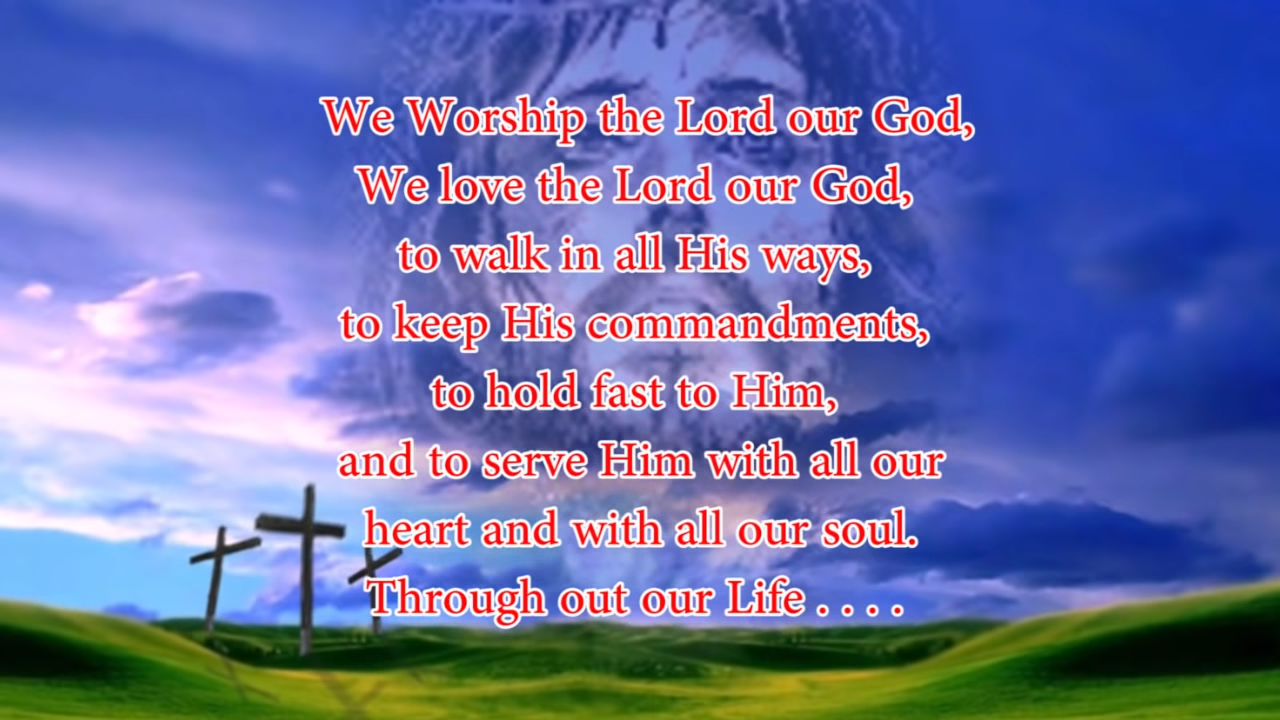 We Worship the Lord our God,
We love the Lord our God,
to walk in all His ways,
to keep His commandments,
to hold fast to Him,
and to serve Him with all our
heart and with all our soul.
Through out our Life . . . .